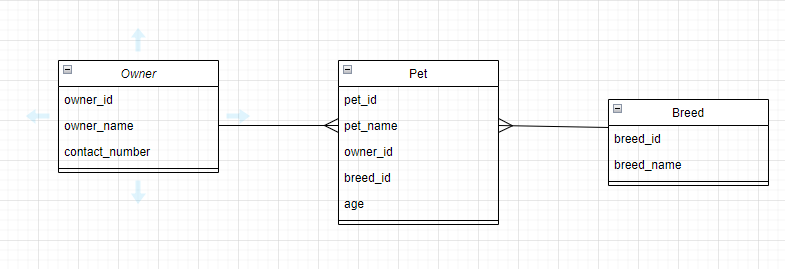 Owner
owner_id
owner_name
contact_number
Pet
pet_id
pet_name
owner_id
breed_id
age
Breed
breed_id
breed_name